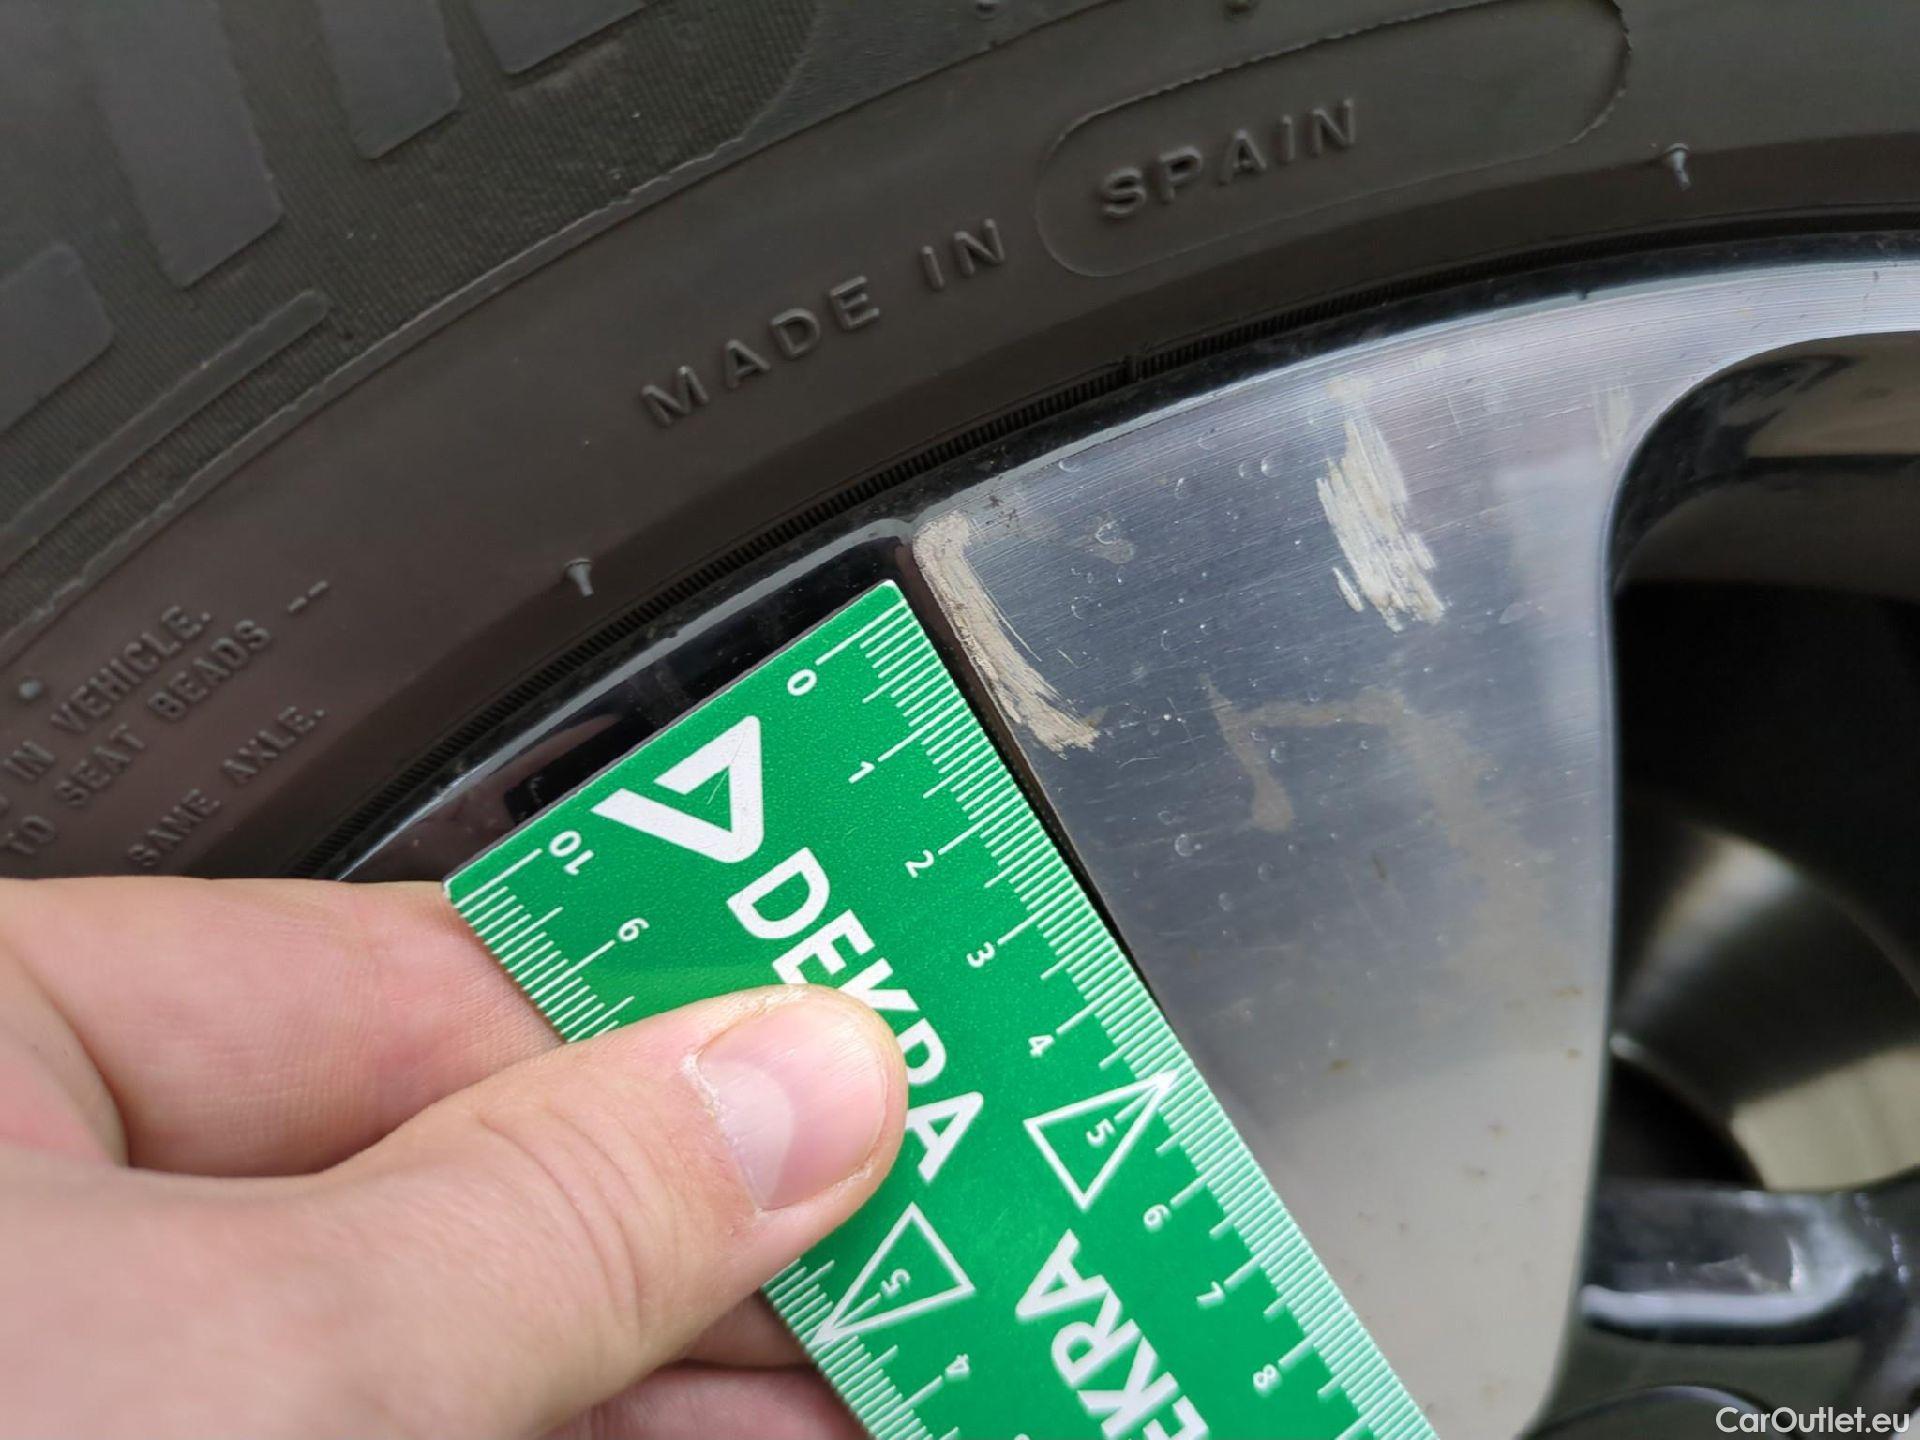 MADE IN SPAIN
IN VEHICLE.
TO SEAT BEADS --
SAME AXLE.
DEKRA
0
1
2
3
4
5
6
7
8
10
9
5
4
EKRA
CarOutlet.eu